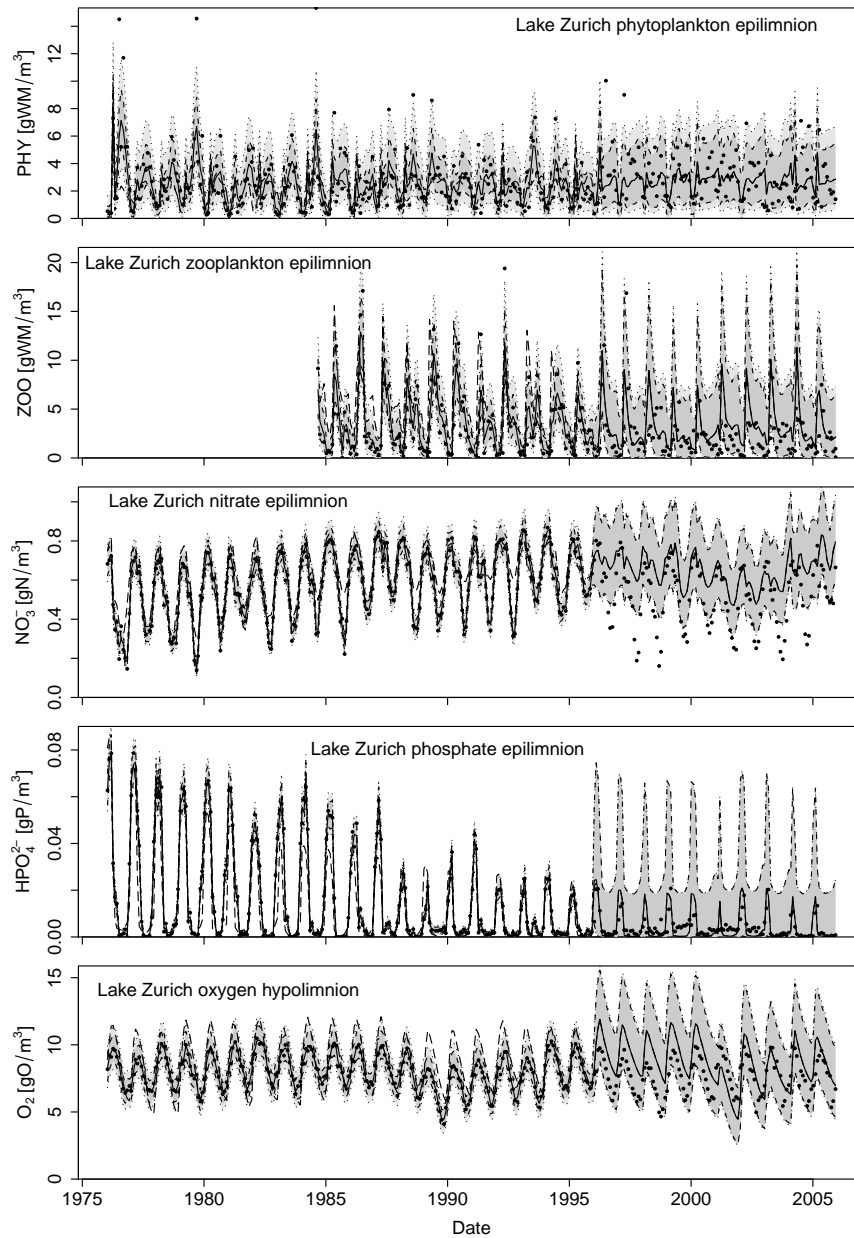 Lake Zurich phytoplankton epilimnion
PHY [gWM/m³]
0 2 4 6 8 12
Lake Zurich zooplankton epilimnion
ZOO [gWM/m³]
0 5 10 15 20
Lake Zurich nitrate epilimnion
NO₃⁻ [gN/m³]
0.0 0.4 0.8
Lake Zurich phosphate epilimnion
HPO₄²⁻ [gP/m³]
0.00 0.04 0.08
Lake Zurich oxygen hypolimnion
O₂ [gO/m³]
0 5 10 15
1975 1980 1985 1990 1995 2000 2005
Date